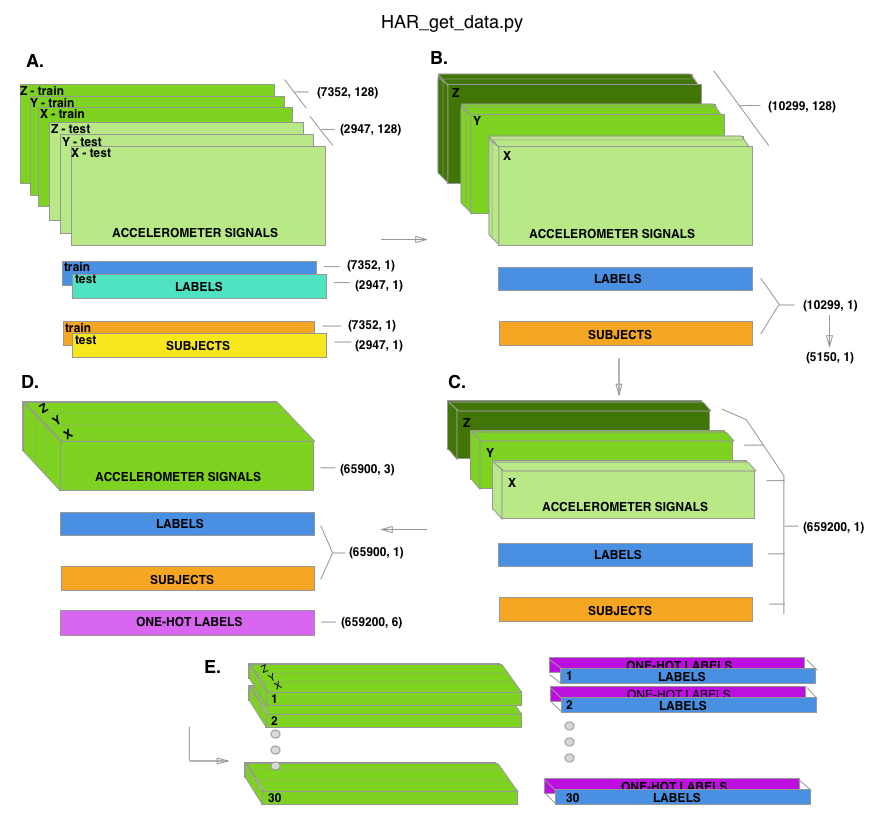 HAR_get_data.py
A.
Z - train
Y - train
X - train
Z - test
Y - test
X - test
ACCELEROMETER SIGNALS
(7352, 128)
(2947, 128)
train
test
LABELS
(7352, 1)
(2947, 1)
train
test
SUBJECTS
(7352, 1)
(2947, 1)
B.
Z
Y
X
ACCELEROMETER SIGNALS
(10299, 128)
LABELS
SUBJECTS
(10299, 1)
(5150, 1)
C.
Z
Y
X
ACCELEROMETER SIGNALS
LABELS
SUBJECTS
(659200, 1)
D.
Z
Y
X
ACCELEROMETER SIGNALS
(65900, 3)
LABELS
SUBJECTS
(65900, 1)
ONE-HOT LABELS
(659200, 6)
E.
Z
Y
X
1
2
30
ONE-HOT LABELS
1 LABELS
ONE-HOT LABELS
2 LABELS
ONE-HOT LABELS
30 LABELS